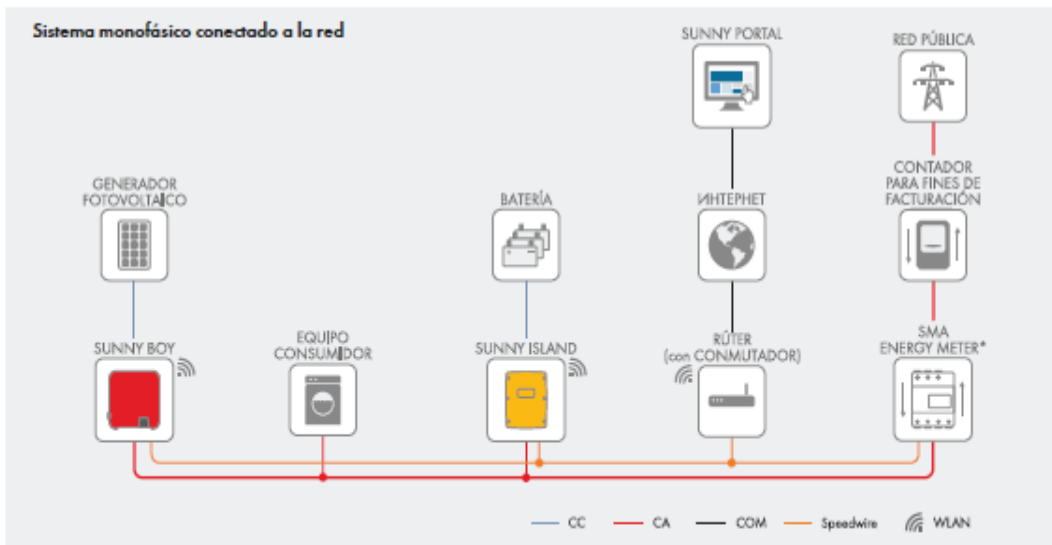 Sistema monofásico conectado a la red
SUNNY PORTAL
RED PÚBLICA
GENERADOR
FOTOVOLTAICO
BATERÍA
ИНТЕРНЕТ
CONTADOR
PARA FINES DE
FACTURACIÓN
SUNNY BOY
EQUIPO
CONSUMIDOR
SUNNY ISLAND
RÚTER
(con CONMUTADOR)
SMA
ENERGY METER*
CC
CA
COM
Speedwire
WLAN